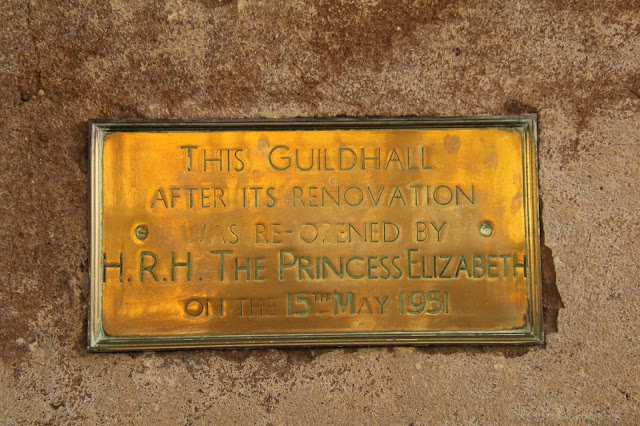 THIS GUILDHALL
AFTER ITS RENOVATION
WAS RE-OPENED BY
H.R.H. THE PRINCESS ELIZABETH
ON THE 15TH MAY 1951